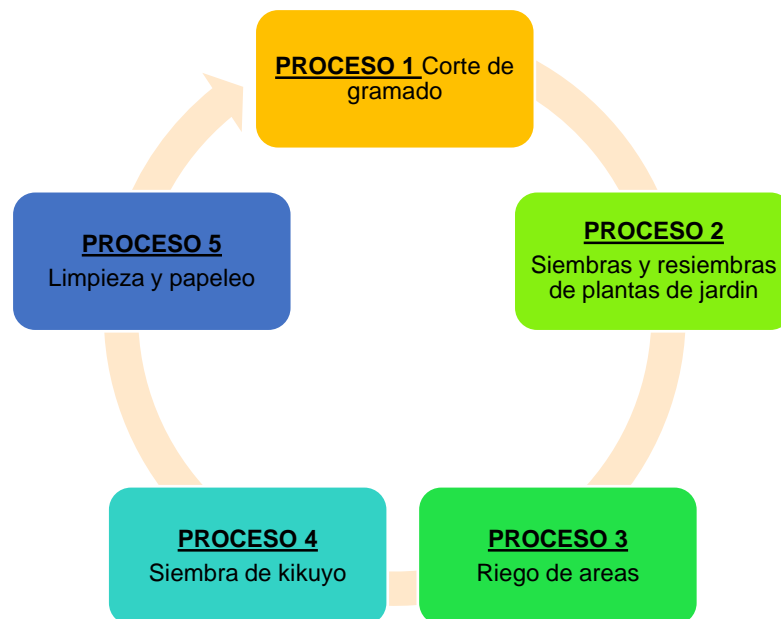 PROCESO 1 Corte de
gramado
PROCESO 2
Siembras y resiembras
de plantas de jardin
PROCESO 3
Riego de areas
PROCESO 4
Siembra de kikuyo
PROCESO 5
Limpieza y papeleo